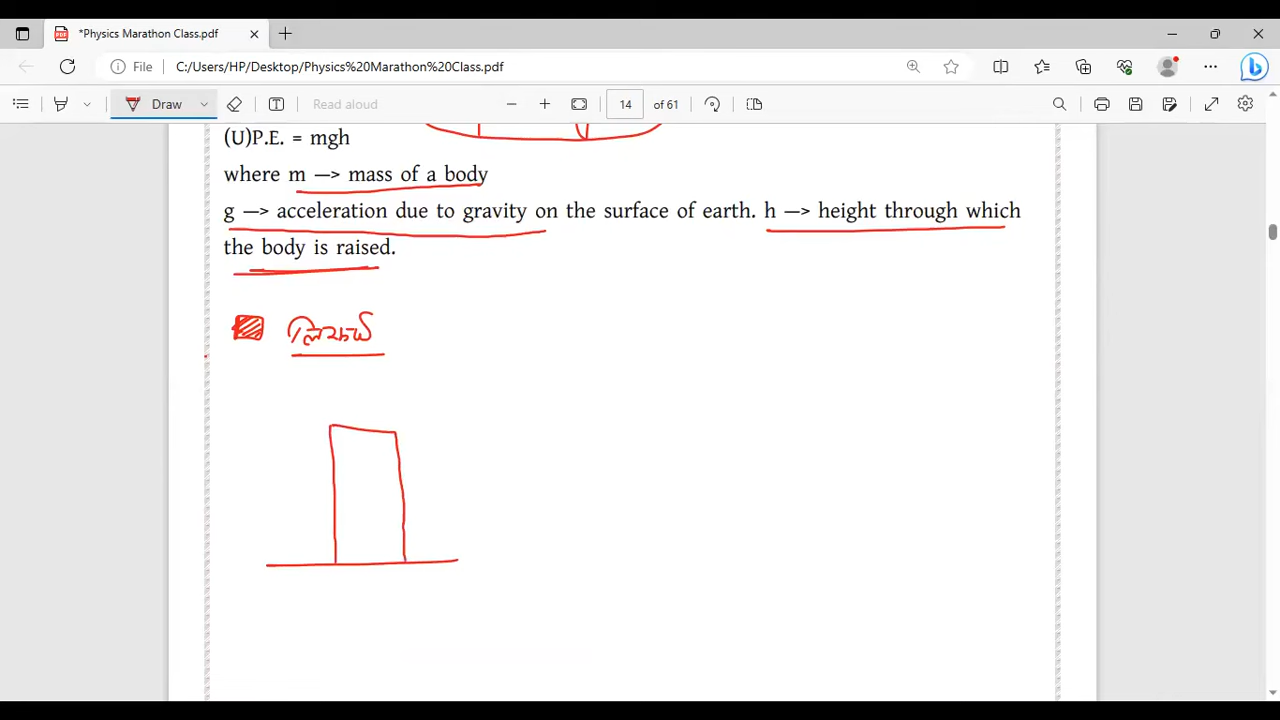 *Physics Marathon Class.pdf
File C:/Users/HP/Desktop/Physics%20Marathon%20Class.pdf
Draw Read aloud 14 of 61
(U)P.E. = mgh
where m —> mass of a body
g —> acceleration due to gravity on the surface of earth. h —> height through which
the body is raised.